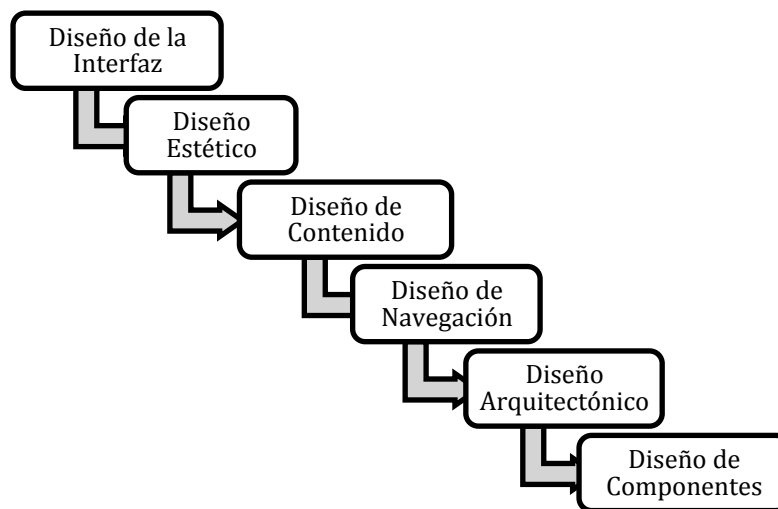 Diseño de la
Interfaz
Diseño
Estético
Diseño de
Contenido
Diseño de
Navegación
Diseño
Arquitectónico
Diseño de
Componentes